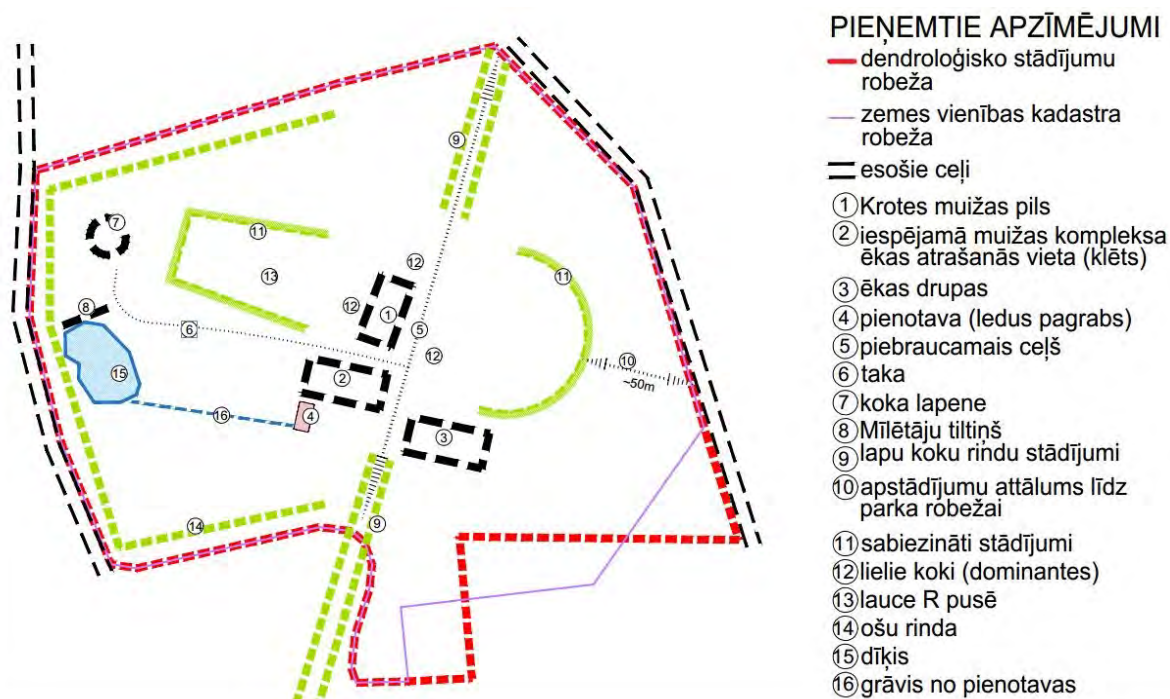 PIEŅEMTIE APZĪMĒJUMI
dendroloģisko stādījumu
robeža
zemes vienības kadastra
robeža
esošie ceļi
1 Krotes muižas pils
2 iespējamā muižas kompleksa
ēkas atrašanās vieta (klēts)
3 ēkas drupas
4 pienotava (ledus pagrabs)
5 piebraucamais ceļš
6 taka
7 koka lapene
8 Mīlētāju tiltiņš
9 lapu koku rindu stādījumi
10 apstādījumu attālums līdz
parka robežai
11 sabiezināti stādījumi
12 lielie koki (dominantes)
13 lauce R pusē
14 ošu rinda
15 dīķis
16 grāvis no pienotavas
9
7
11
12
13
11
8
12
1
6
5
12
10
~50m
15
2
16
4
3
14
9